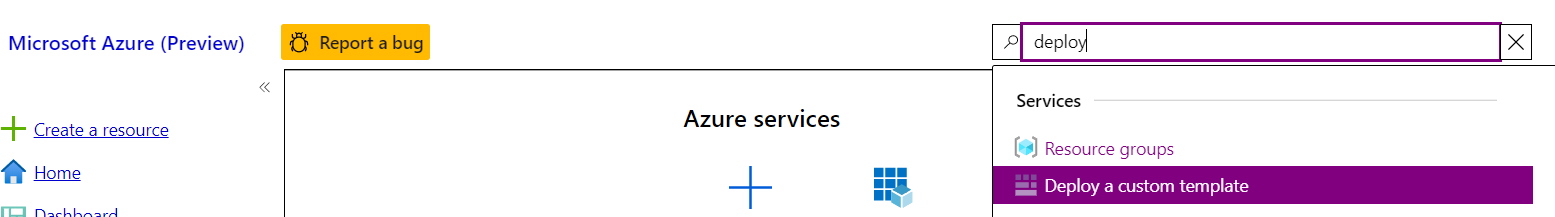 Microsoft Azure (Preview)
Report a bug
deploy
Services
Azure services
Create a resource
Resource groups
Home
Deploy a custom template
Dashboard